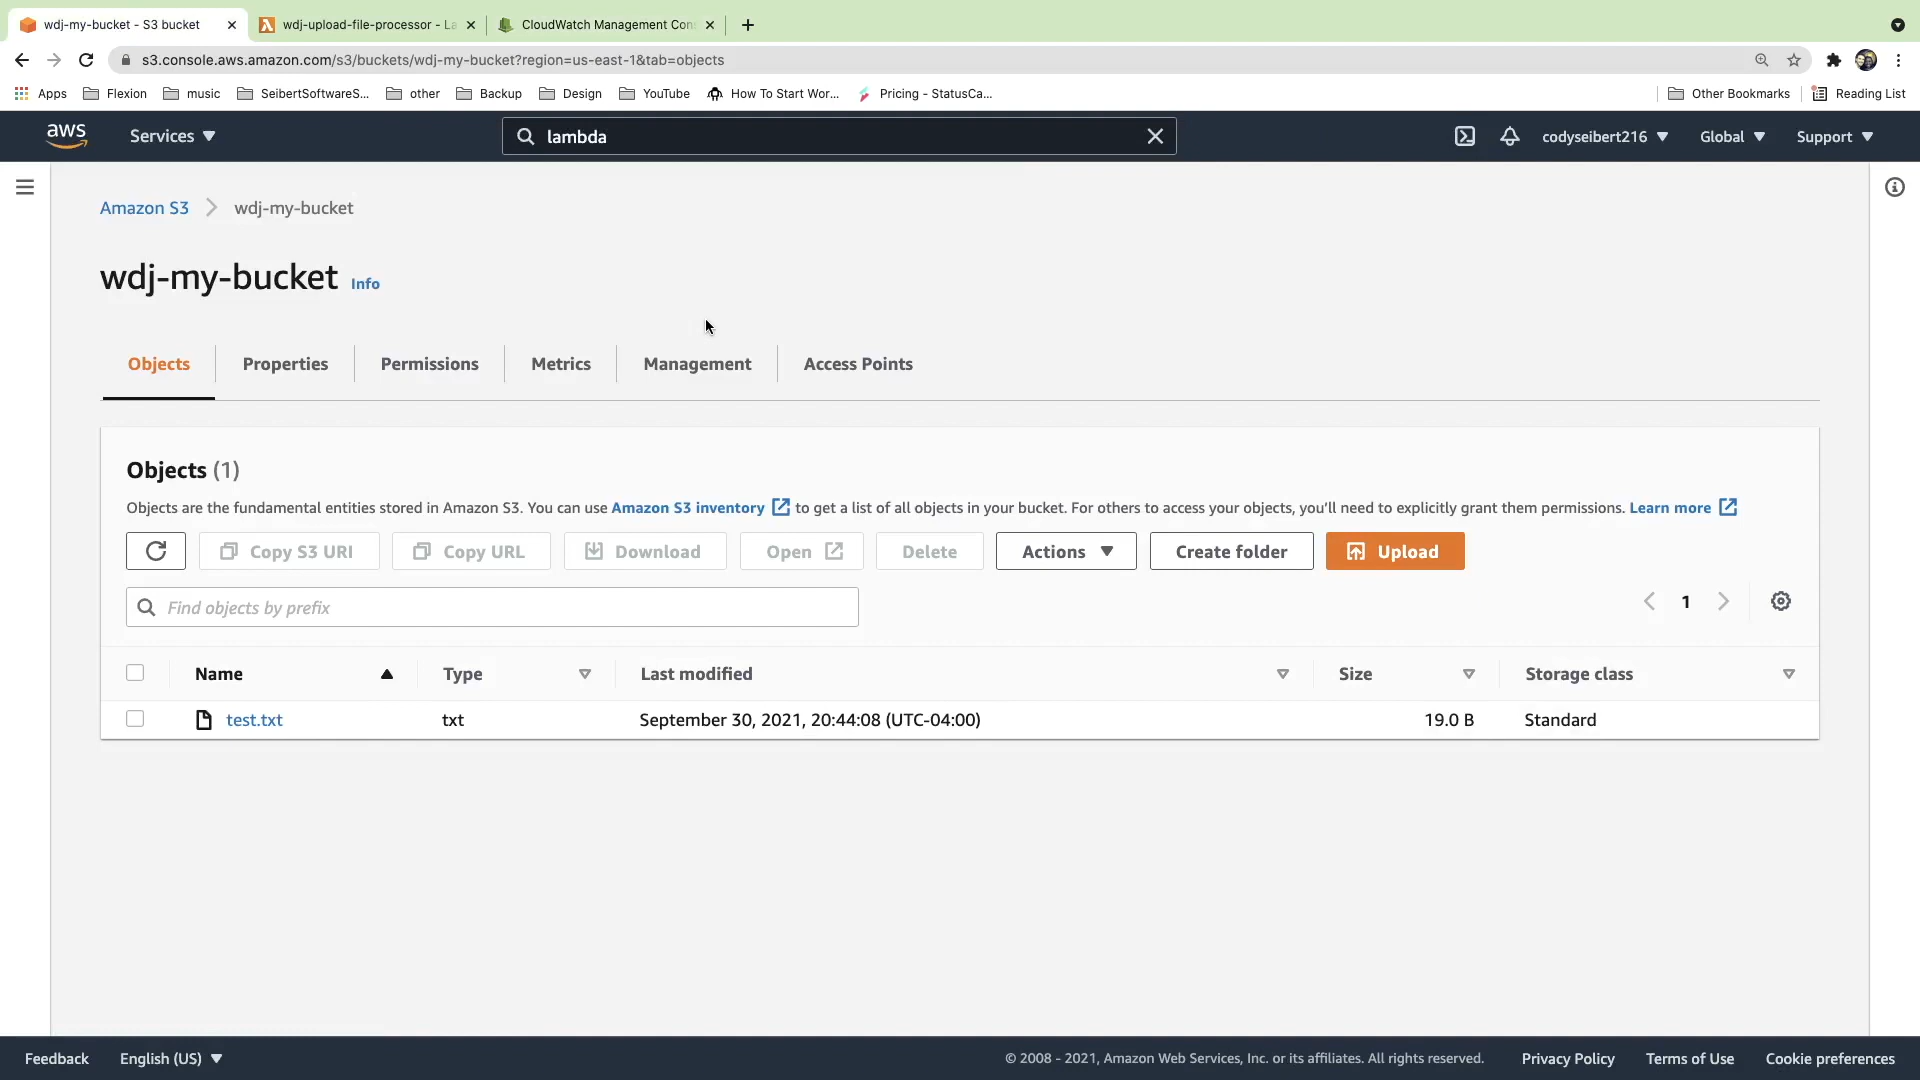 wdj-my-bucket - S3 bucket
wdj-upload-file-processor - La
CloudWatch Management Con
s3.console.aws.amazon.com/s3/buckets/wdj-my-bucket?region=us-east-1&tab=objects
Apps Flexion music SeibertSoftwareS... other Backup Design YouTube How To Start Wor... Pricing - StatusCa... Other Bookmarks Reading List
aws Services lambda codyseibert216 Global Support
Amazon S3 wdj-my-bucket
wdj-my-bucket Info
Objects Properties Permissions Metrics Management Access Points
Objects (1)
Objects are the fundamental entities stored in Amazon S3. You can use Amazon S3 inventory to get a list of all objects in your bucket. For others to access your objects, you'll need to explicitly grant them permissions. Learn more
Copy S3 URI Copy URL Download Open Delete Actions Create folder Upload
Find objects by prefix
1
Name Type Last modified Size Storage class
test.txt txt September 30, 2021, 20:44:08 (UTC-04:00) 19.0 B Standard
Feedback English (US) © 2008 - 2021, Amazon Web Services, Inc. or its affiliates. All rights reserved. Privacy Policy Terms of Use Cookie preferences